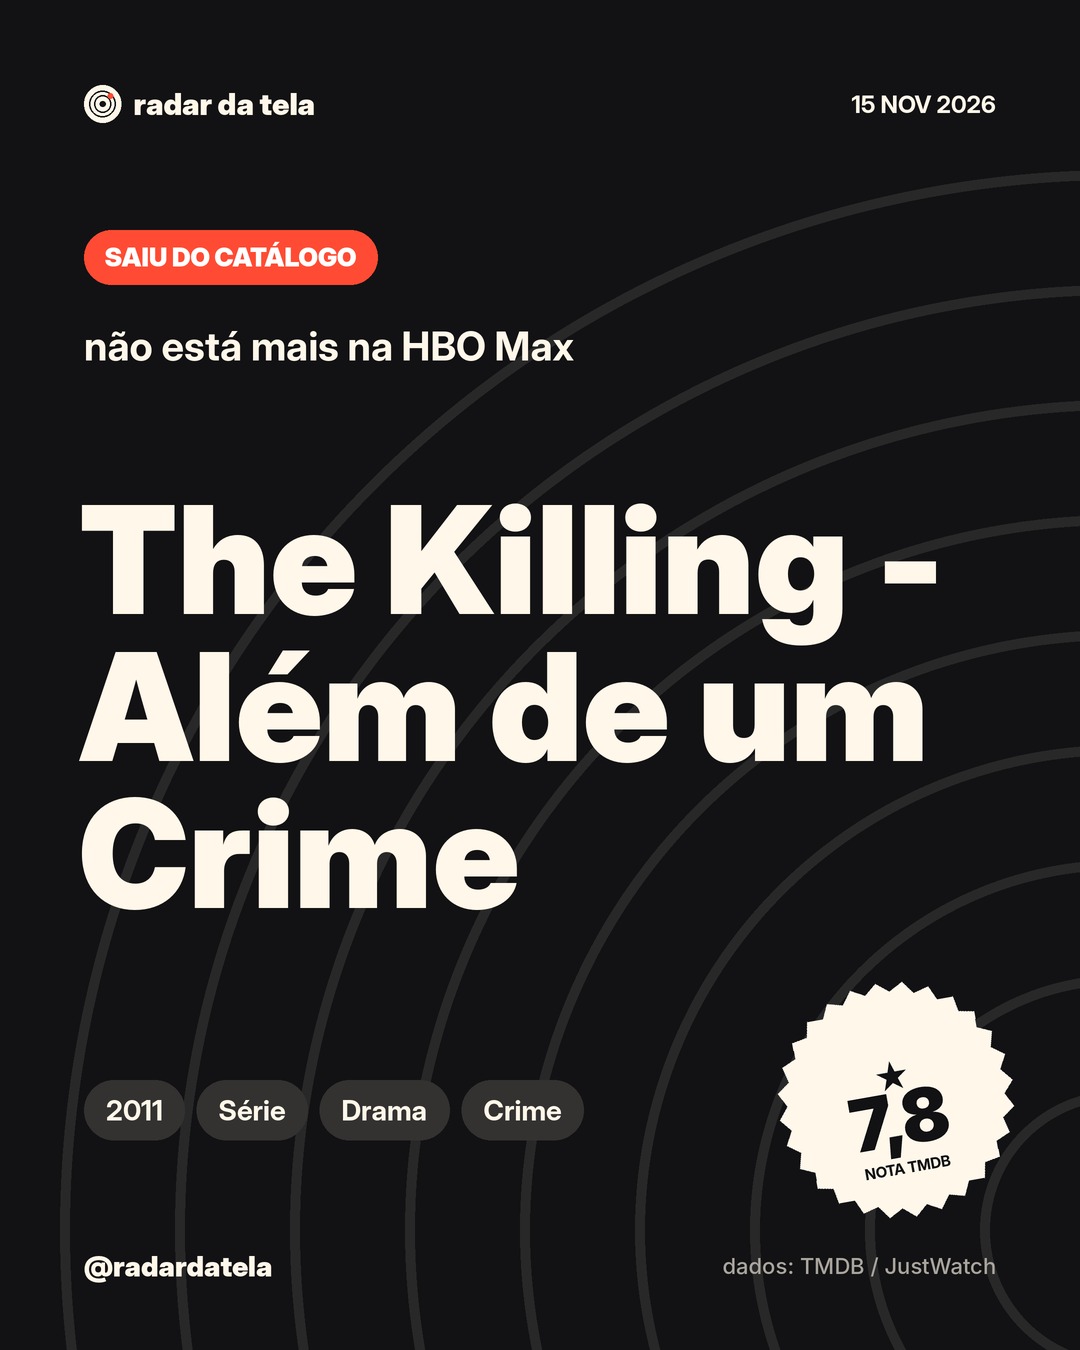 radar da tela
15 NOV 2026
SAIU DO CATÁLOGO
não está mais na HBO Max
The Killing -
Além de um
Crime
2011 Série Drama Crime
★
7,8
NOTA TMDB
@radardatela
dados: TMDB / JustWatch